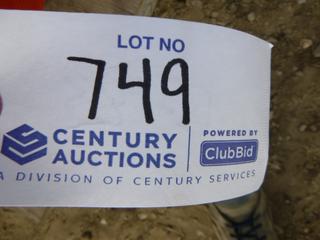 LOT NO
749
CENTURY AUCTIONS
POWERED BY
ClubBid
A DIVISION OF CENTURY SERVICES